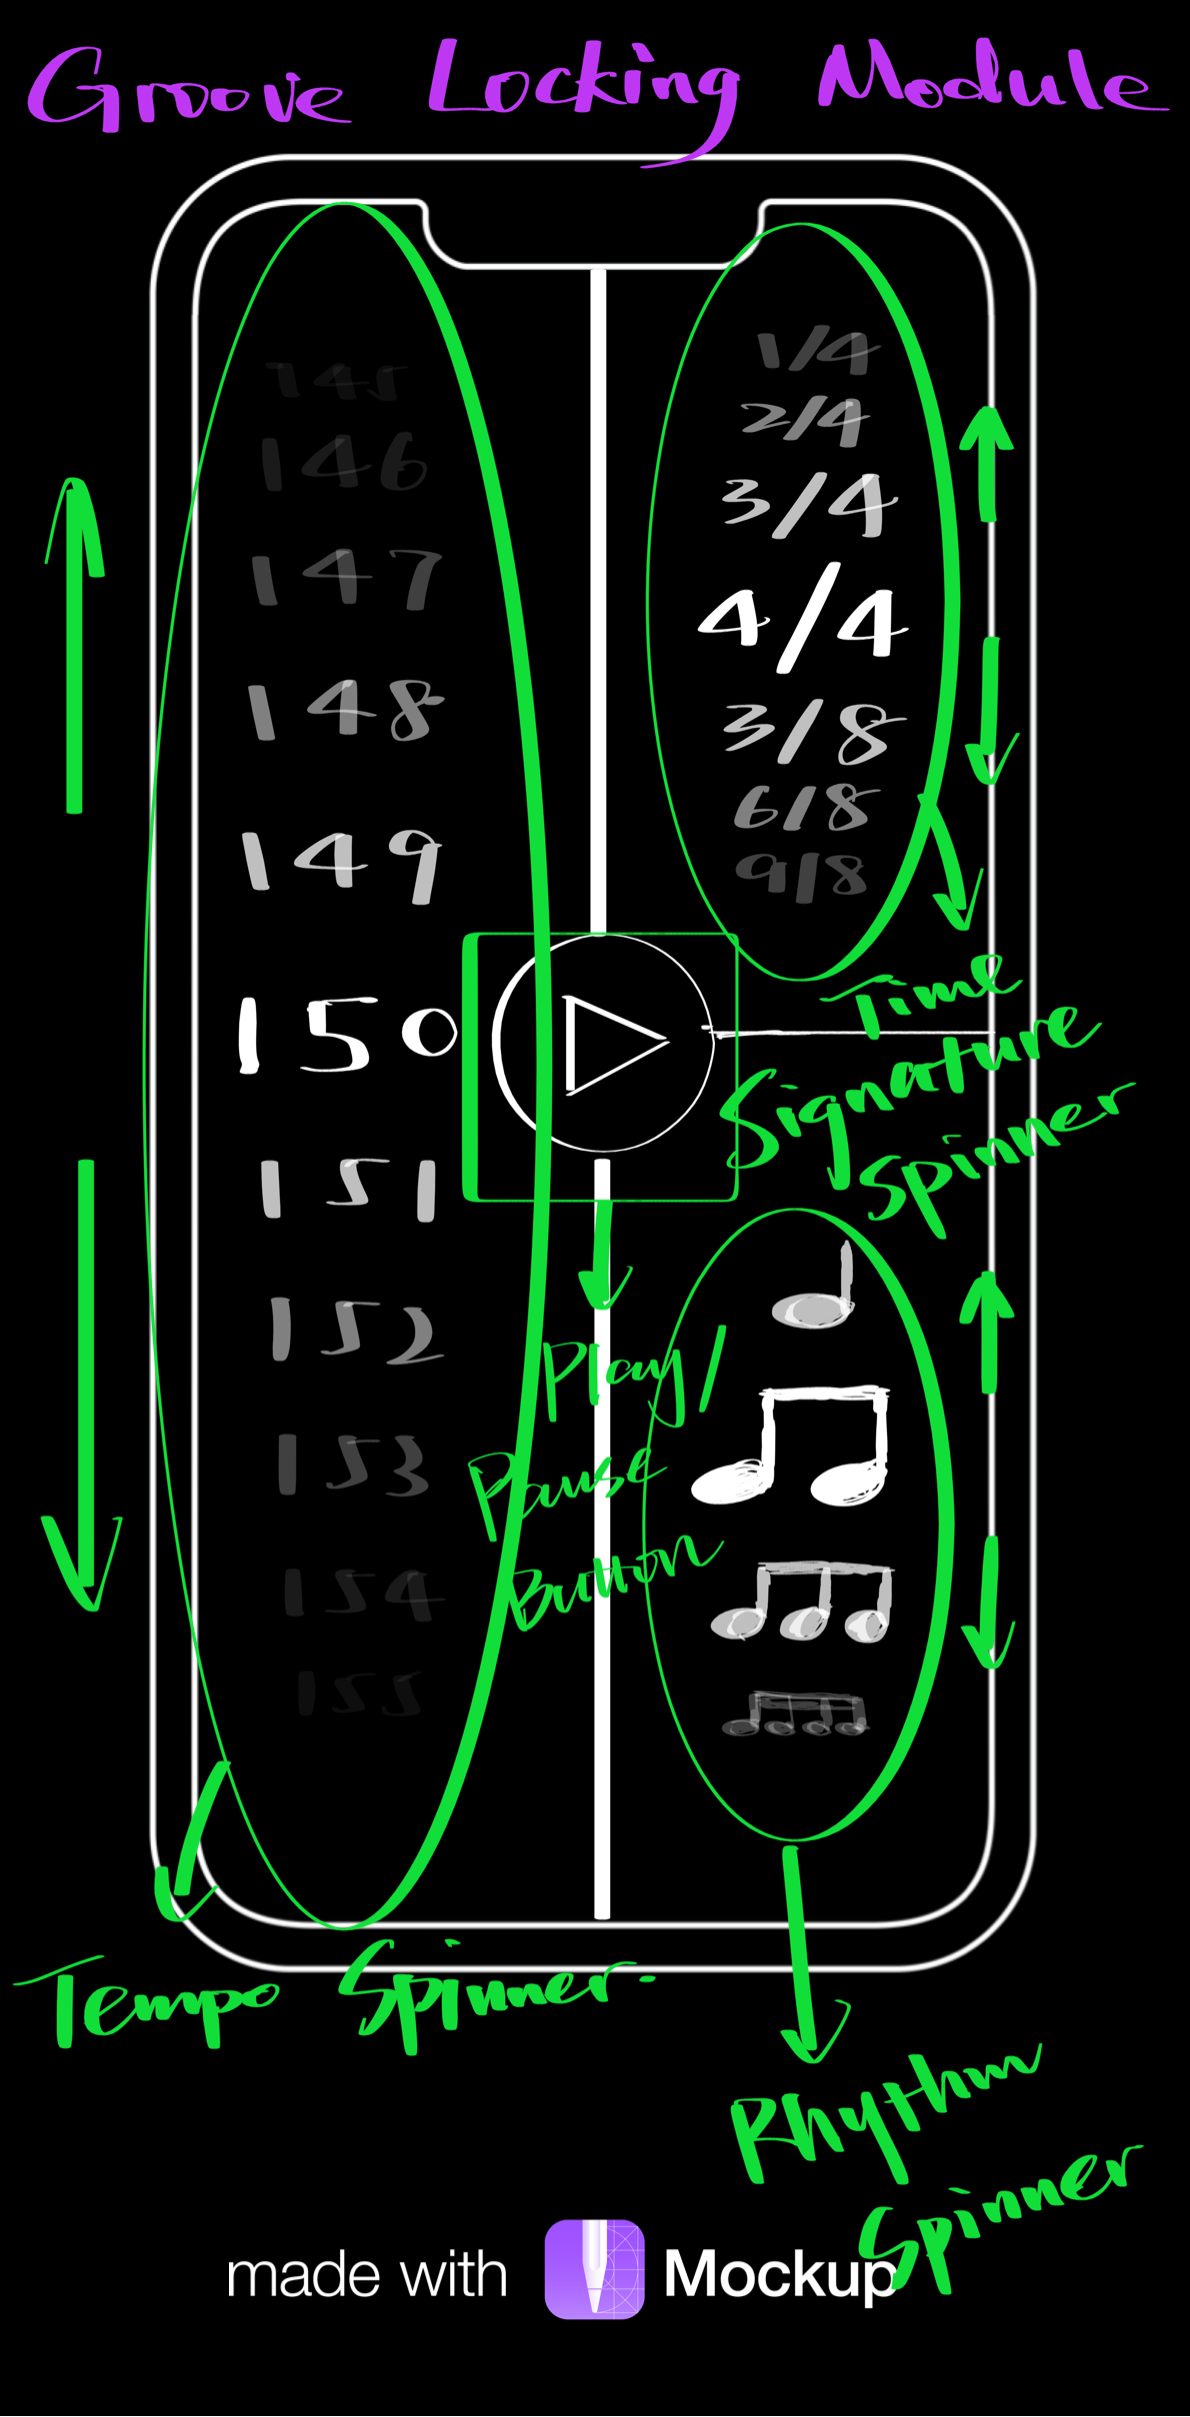 Groove Locking Module
145
146
147
148
149
150
151
152
153
154
155
1/4
2/4
3/4
4/4
3/8
6/8
9/8
Time
Signature
Spinner
Play/
Pause
Button
Tempo Spinner
Rhythm
Spinner
made with Mockup